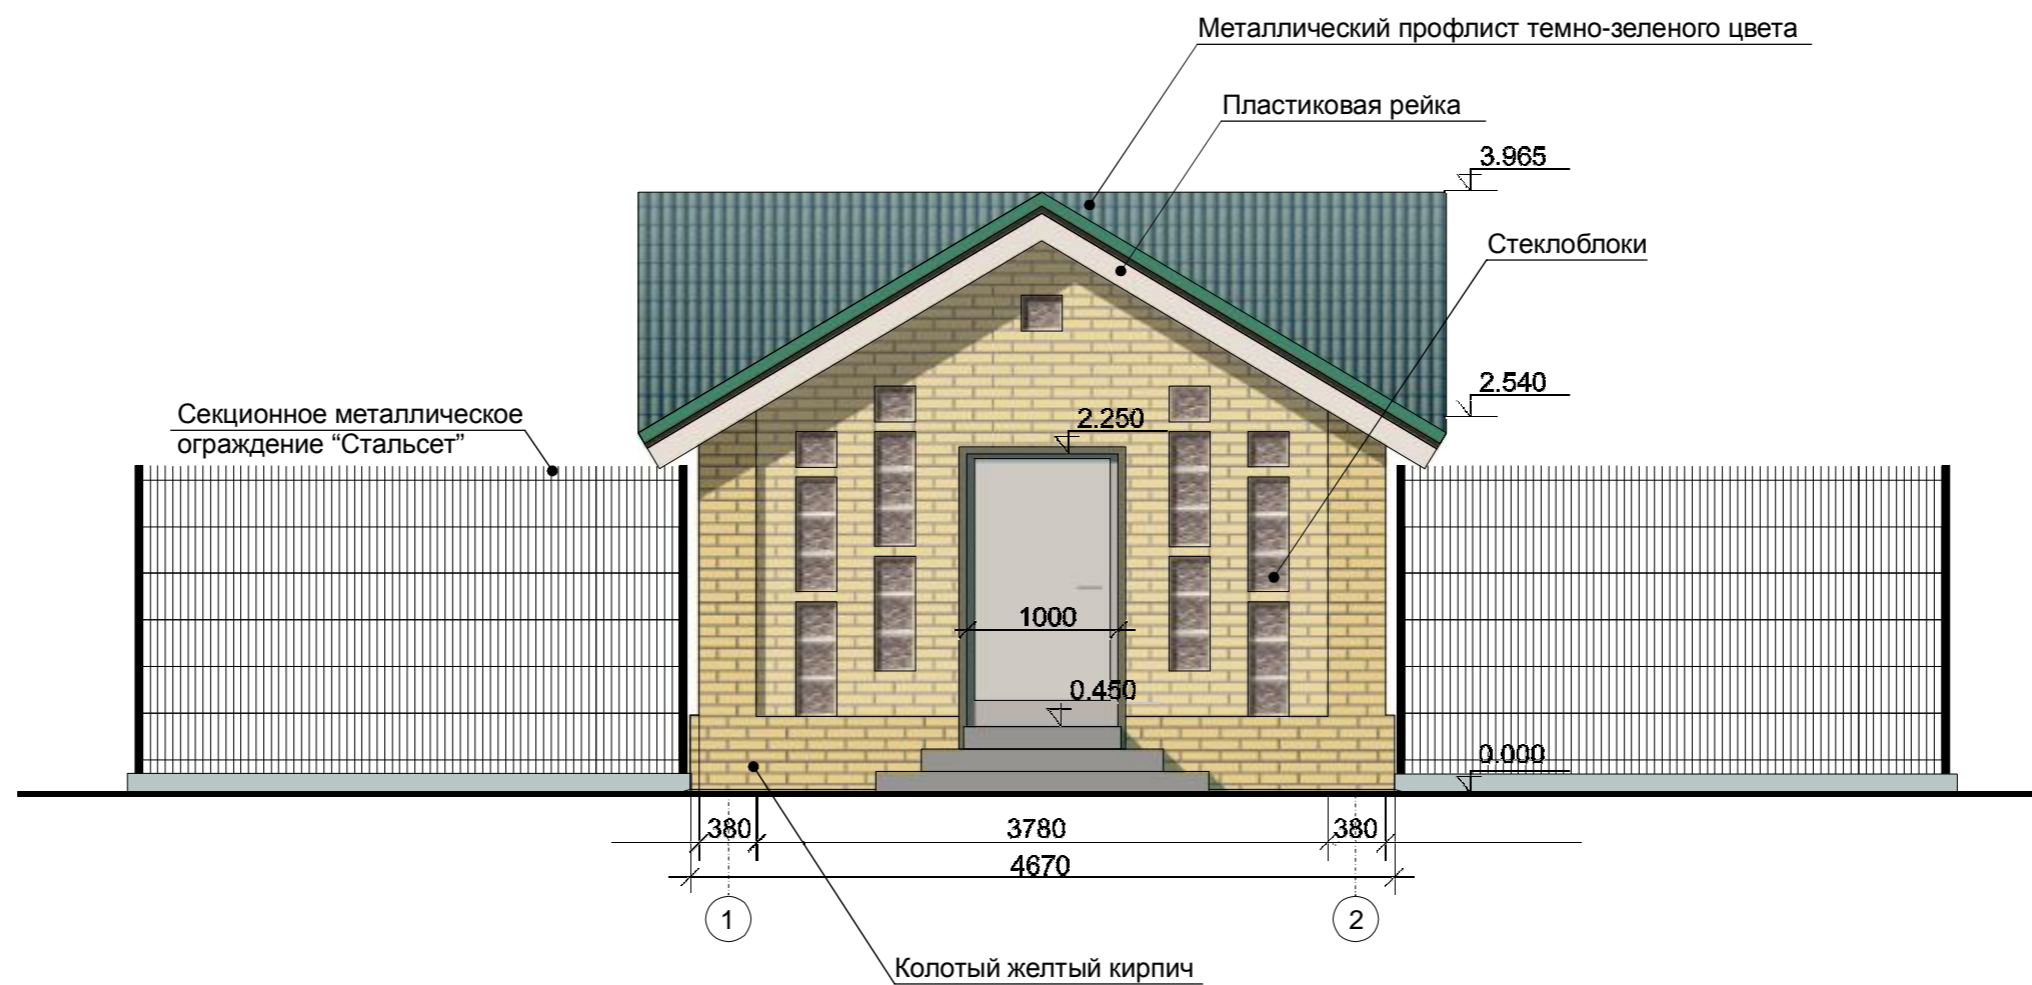 Металлический профлист темно-зеленого цвета
Пластиковая рейка
3.965
Стеклоблоки
2.540
2.250
Секционное металлическое
ограждение “Стальсет”
1000
0.450
0.000
380
3780
380
4670
1
2
Колотый желтый кирпич